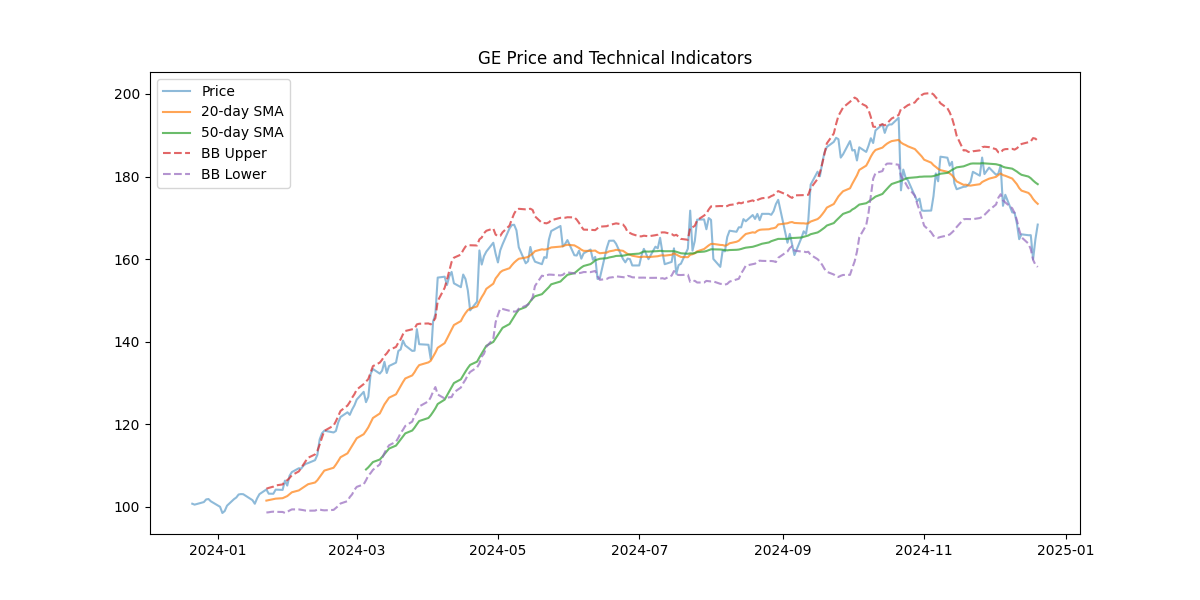 GE Price and Technical Indicators
Price
20-day SMA
50-day SMA
BB Upper
BB Lower
200
180
160
140
120
100
2024-01
2024-03
2024-05
2024-07
2024-09
2024-11
2025-01